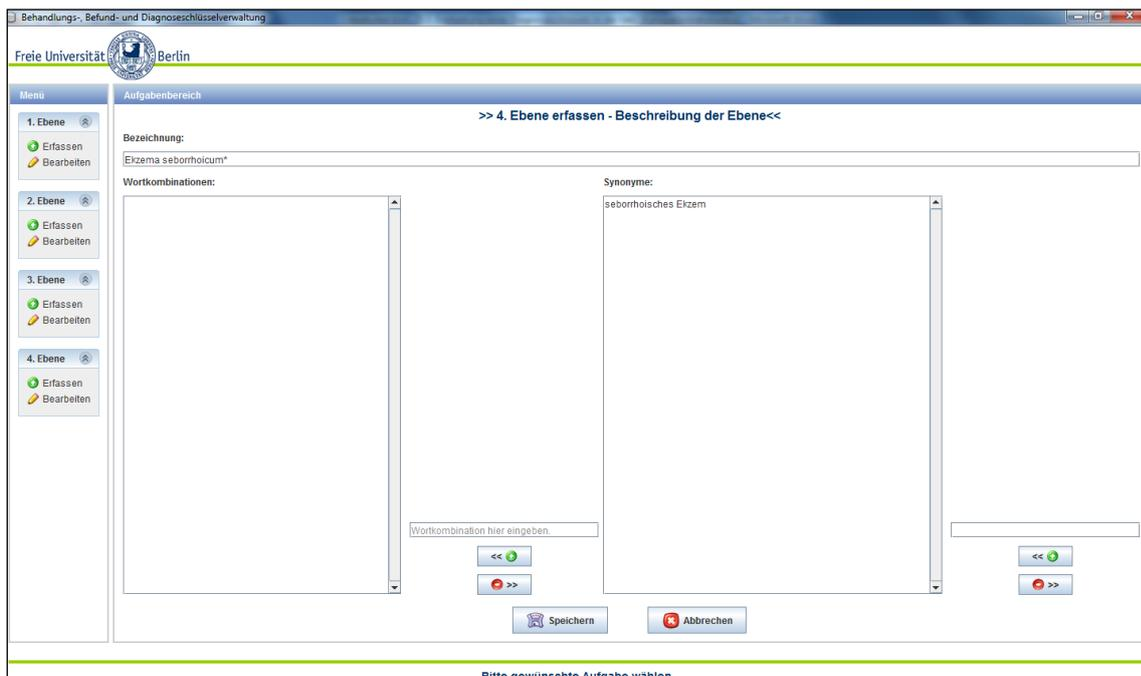 Behandlungs-, Befund- und Diagnoseschlüsselverwaltung
Freie Universität Berlin
Menü
Aufgabenbereich
1. Ebene
Erfassen
Bearbeiten
2. Ebene
Erfassen
Bearbeiten
3. Ebene
Erfassen
Bearbeiten
4. Ebene
Erfassen
Bearbeiten
>> 4. Ebene erfassen - Beschreibung der Ebene<<
Bezeichnung:
Ekzema seborrhoicum*
Wortkombinationen:
Synonyme:
seborrhoisches Ekzem
Wortkombination hier eingeben.
<<
<<
>>
>>
Speichern
Abbrechen
Bitte gewünschte Aufgabe wählen